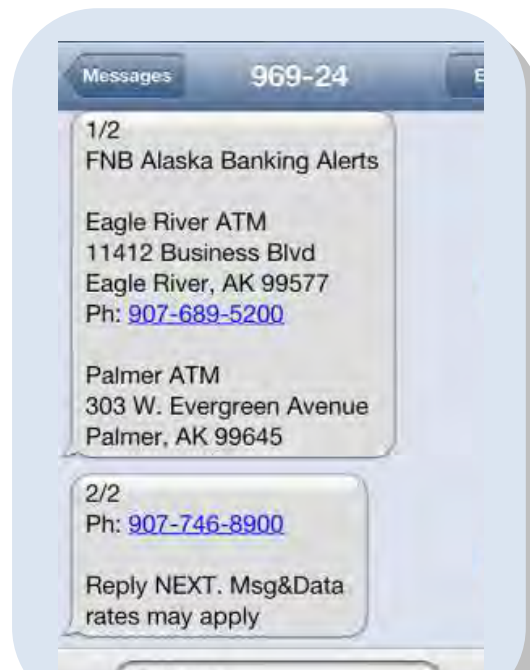 Messages
969-24
E
1/2
FNB Alaska Banking Alerts
Eagle River ATM
11412 Business Blvd
Eagle River, AK 99577
Ph: 907-689-5200
Palmer ATM
303 W. Evergreen Avenue
Palmer, AK 99645
2/2
Ph: 907-746-8900
Reply NEXT. Msg&Data
rates may apply